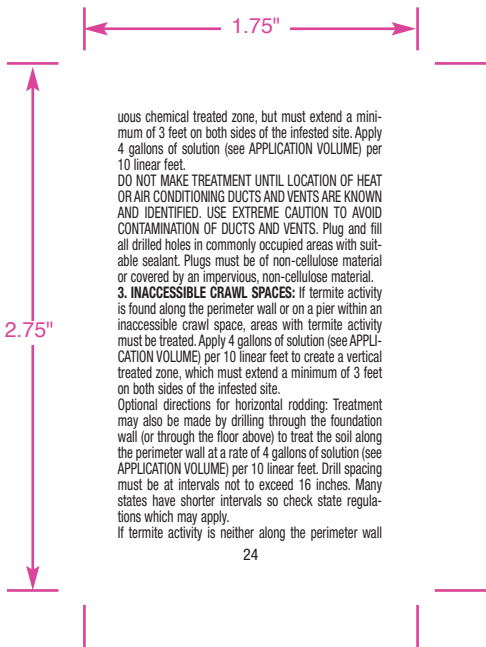 1.75"
2.75"
uous chemical treated zone, but must extend a mini-
mum of 3 feet on both sides of the infested site. Apply
4 gallons of solution (see APPLICATION VOLUME) per
10 linear feet.
DO NOT MAKE TREATMENT UNTIL LOCATION OF HEAT
OR AIR CONDITIONING DUCTS AND VENTS ARE KNOWN
AND IDENTIFIED. USE EXTREME CAUTION TO AVOID
CONTAMINATION OF DUCTS AND VENTS. Plug and fill
all drilled holes in commonly occupied areas with suit-
able sealant. Plugs must be of non-cellulose material
or covered by an impervious, non-cellulose material.
3. INACCESSIBLE CRAWL SPACES: If termite activity
is found along the perimeter wall or on a pier within an
inaccessible crawl space, areas with termite activity
must be treated. Apply 4 gallons of solution (see APPLI-
CATION VOLUME) per 10 linear feet to create a vertical
treated zone, which must extend a minimum of 3 feet
on both sides of the infested site.
Optional directions for horizontal rodding: Treatment
may also be made by drilling through the foundation
wall (or through the floor above) to treat the soil along
the perimeter wall at a rate of 4 gallons of solution (see
APPLICATION VOLUME) per 10 linear feet. Drill spacing
must be at intervals not to exceed 16 inches. Many
states have shorter intervals so check state regula-
tions which may apply.
If termite activity is neither along the perimeter wall
24